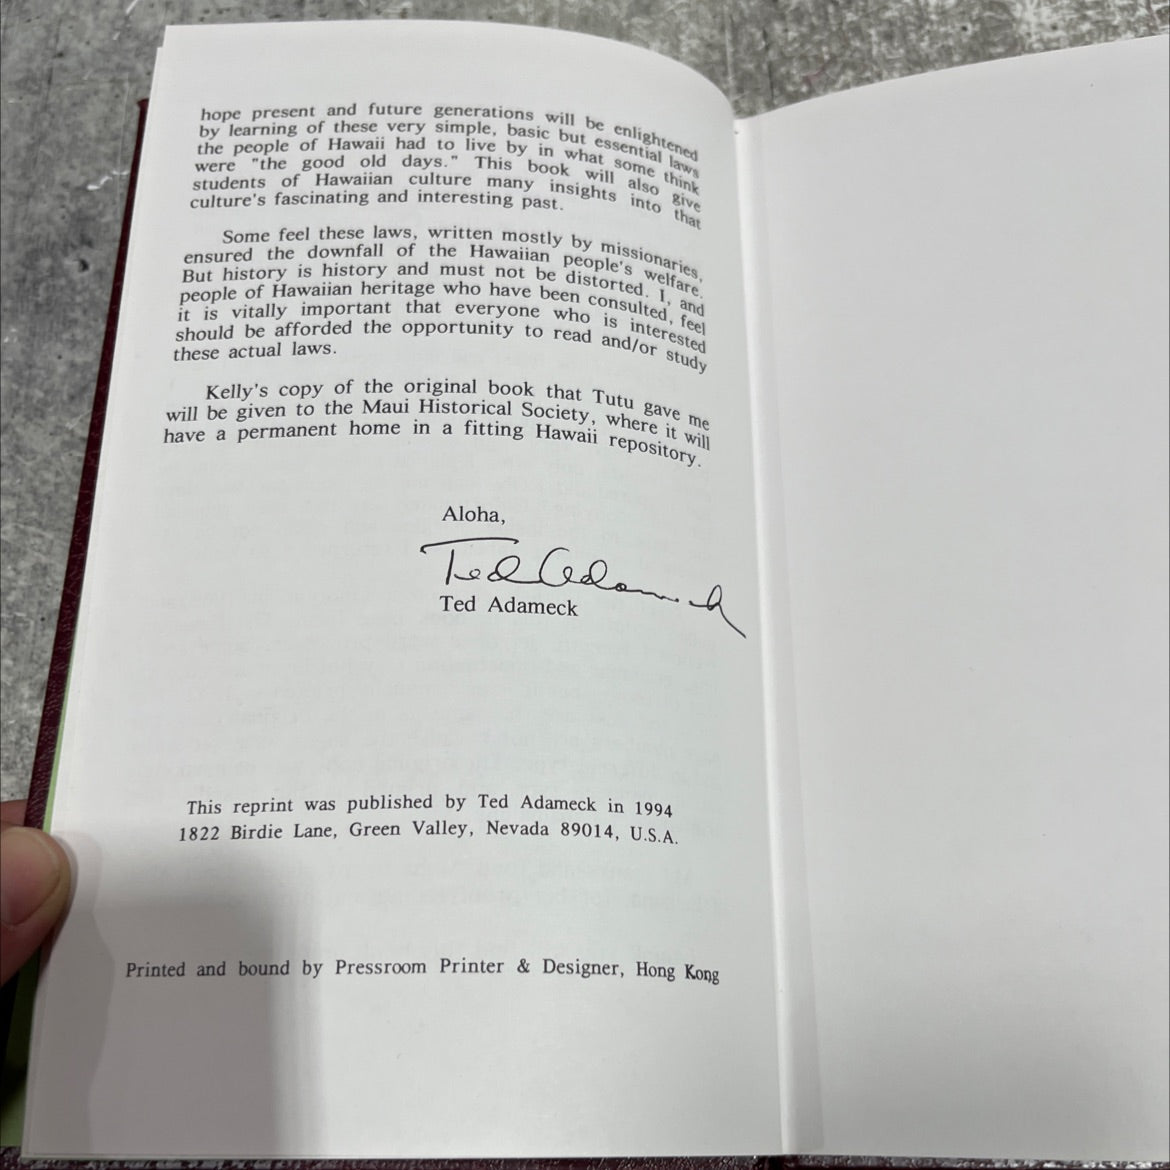 hope present and future generations will be enlightened
by learning of these very simple, basic but essential laws
the people of Hawaii had to live by in what some think
were "the good old days." This book will also give
students of Hawaiian culture many insights into that
culture's fascinating and interesting past.
Some feel these laws, written mostly by missionaries,
ensured the downfall of the Hawaiian people's welfare.
But history is history and must not be distorted. I, and
people of Hawaiian heritage who have been consulted, feel
it is vitally important that everyone who is interested
should be afforded the opportunity to read and/or study
these actual laws.
Kelly's copy of the original book that Tutu gave me
will be given to the Maui Historical Society, where it will
have a permanent home in a fitting Hawaii repository.
Aloha,
Ted Adameck
Ted Adameck
This reprint was published by Ted Adameck in 1994
1822 Birdie Lane, Green Valley, Nevada 89014, U.S.A.
Printed and bound by Pressroom Printer & Designer, Hong Kong